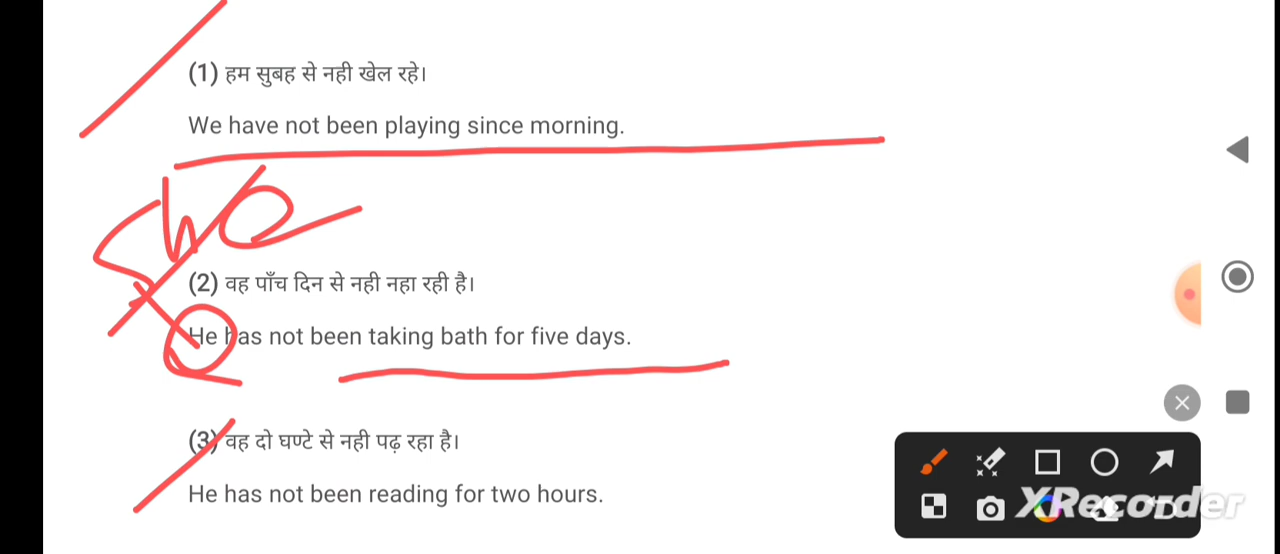 (1) हम सुबह से नही खेल रहे।
We have not been playing since morning.
She
(2) वह पाँच दिन से नही नहा रही है।
He has not been taking bath for five days.
(3) वह दो घण्टे से नही पढ़ रहा है।
He has not been reading for two hours.
XRecorder